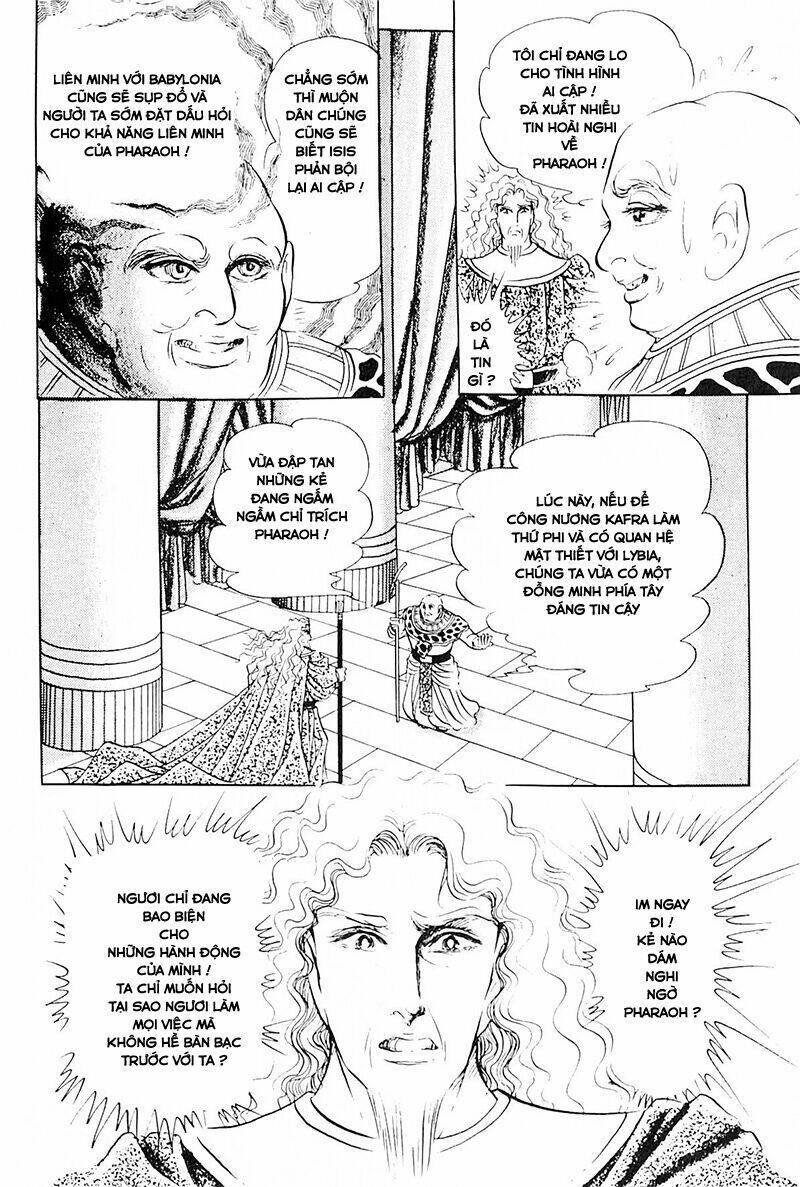 TÔI CHỈ ĐANG LO
CHO TÌNH HÌNH
AI CẬP !
ĐÃ XUẤT NHIỀU
TIN HOÀI NGHI
VỀ
PHARAOH !
ĐÓ
LÀ
TIN
GÌ ?
CHẲNG SỚM
THÌ MUỘN
DÂN CHÚNG
CŨNG SẼ
BIẾT ISIS
PHẢN BỘI
LẠI AI CẬP !
LIÊN MINH VỚI BABYLONIA
CŨNG SẼ SỤP ĐỔ VÀ
NGƯỜI TA SỚM ĐẶT DẤU HỎI
CHO KHẢ NĂNG LIÊN MINH
CỦA PHARAOH !
LÚC NÀY, NẾU ĐỂ
CÔNG NƯƠNG KAFRA LÀM
THỨ PHI VÀ CÓ QUAN HỆ
MẬT THIẾT VỚI LYBIA,
CHÚNG TA VỪA CÓ MỘT
ĐỒNG MINH PHÍA TÂY
ĐÁNG TIN CẬY
VỪA ĐẬP TAN
NHỮNG KẺ
ĐANG NGẤM
NGẦM CHỈ TRÍCH
PHARAOH !
IM NGAY
ĐI !
KẺ NÀO
DÁM
NGHI
NGỜ
PHARAOH ?
NGƯƠI CHỈ ĐANG
BAO BIỆN
CHO
NHỮNG HÀNH ĐỘNG
CỦA MÌNH !
TA CHỈ MUỐN HỎI
TẠI SAO NGƯƠI LÀM
MỌI VIỆC MÀ
KHÔNG HỀ BÀN BẠC
TRƯỚC VỚI TA ?